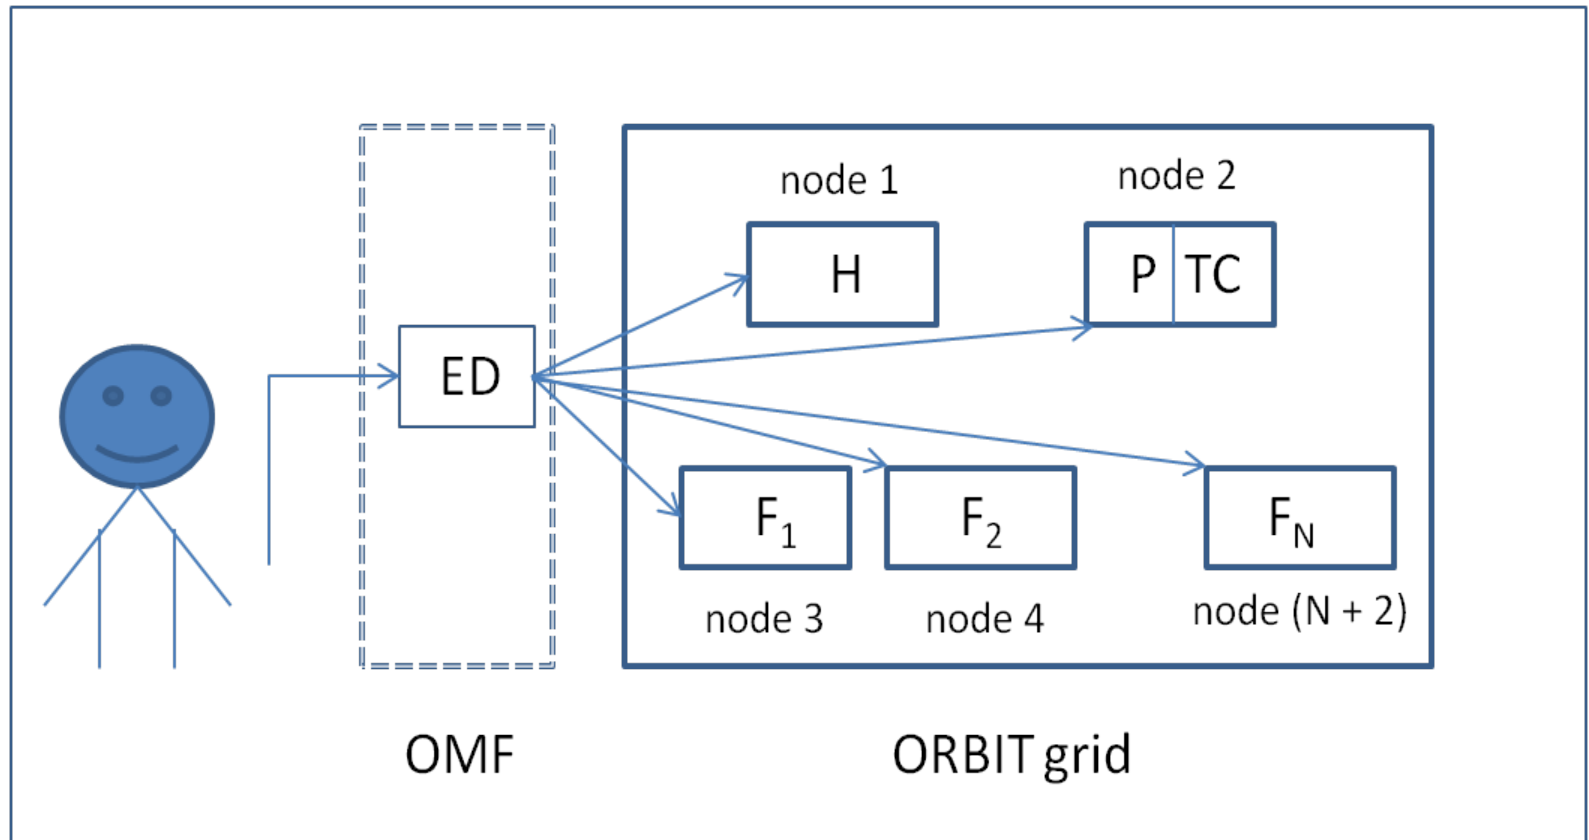 node 1
node 2
H
P TC
ED
F1
F2
FN
node 3
node 4
node (N + 2)
OMF
ORBIT grid